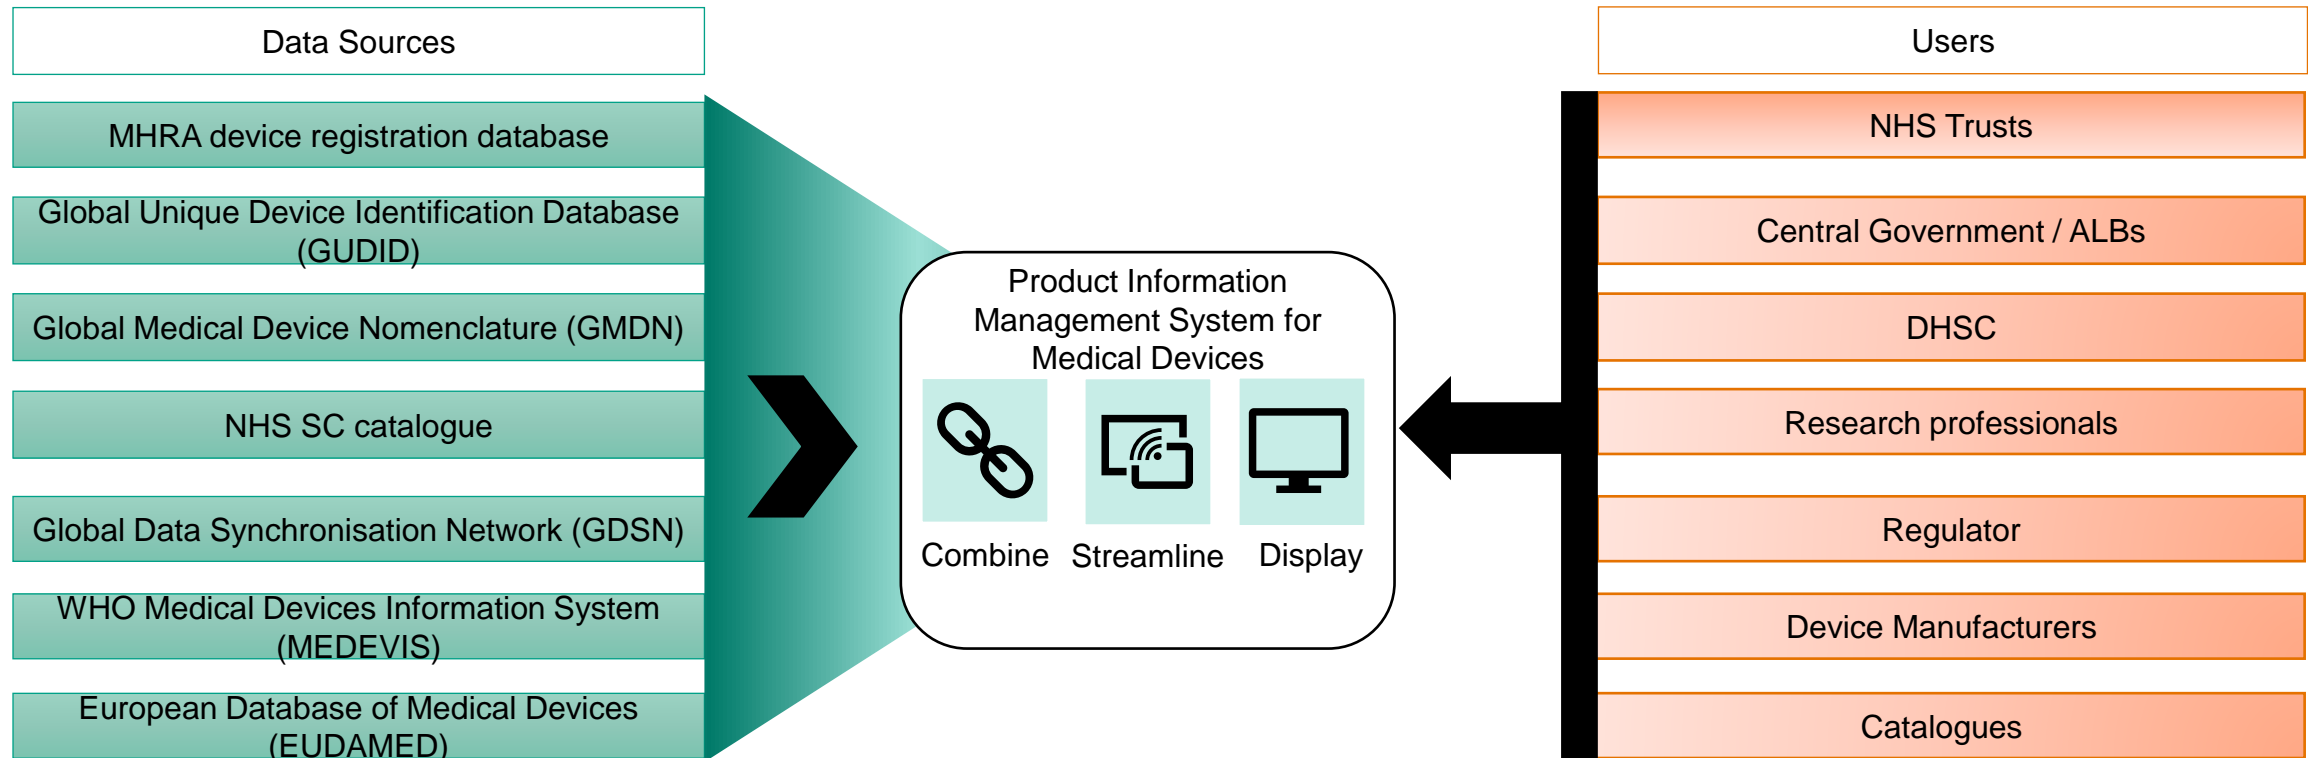 Data Sources
MHRA device registration database
Global Unique Device Identification Database
(GUDID)
Global Medical Device Nomenclature (GMDN)
NHS SC catalogue
Global Data Synchronisation Network (GDSN)
WHO Medical Devices Information System
(MEDEVIS)
European Database of Medical Devices
(EUDAMED)
Product Information
Management System for
Medical Devices
Combine
Streamline
Display
Users
NHS Trusts
Central Government / ALBs
DHSC
Research professionals
Regulator
Device Manufacturers
Catalogues